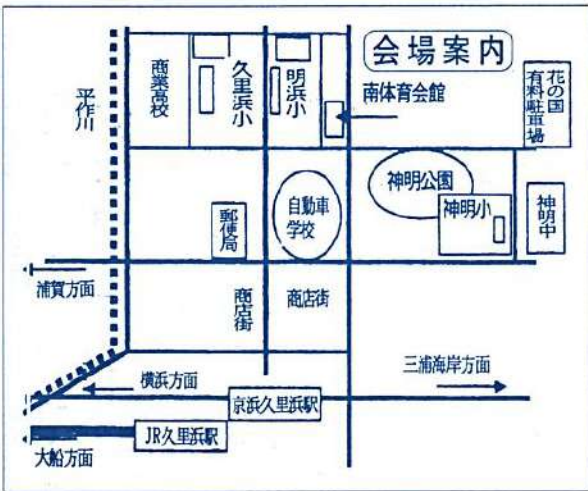 会場案内
商業高校
久里浜小
明浜小
南体育会館
花の国
有料駐車場
平作川
神明公園
自動車
学校
神明小
神明中
郵便局
浦賀方面
商店街
商店街
横浜方面
三浦海岸方面
京浜久里浜駅
JR久里浜駅
大船方面